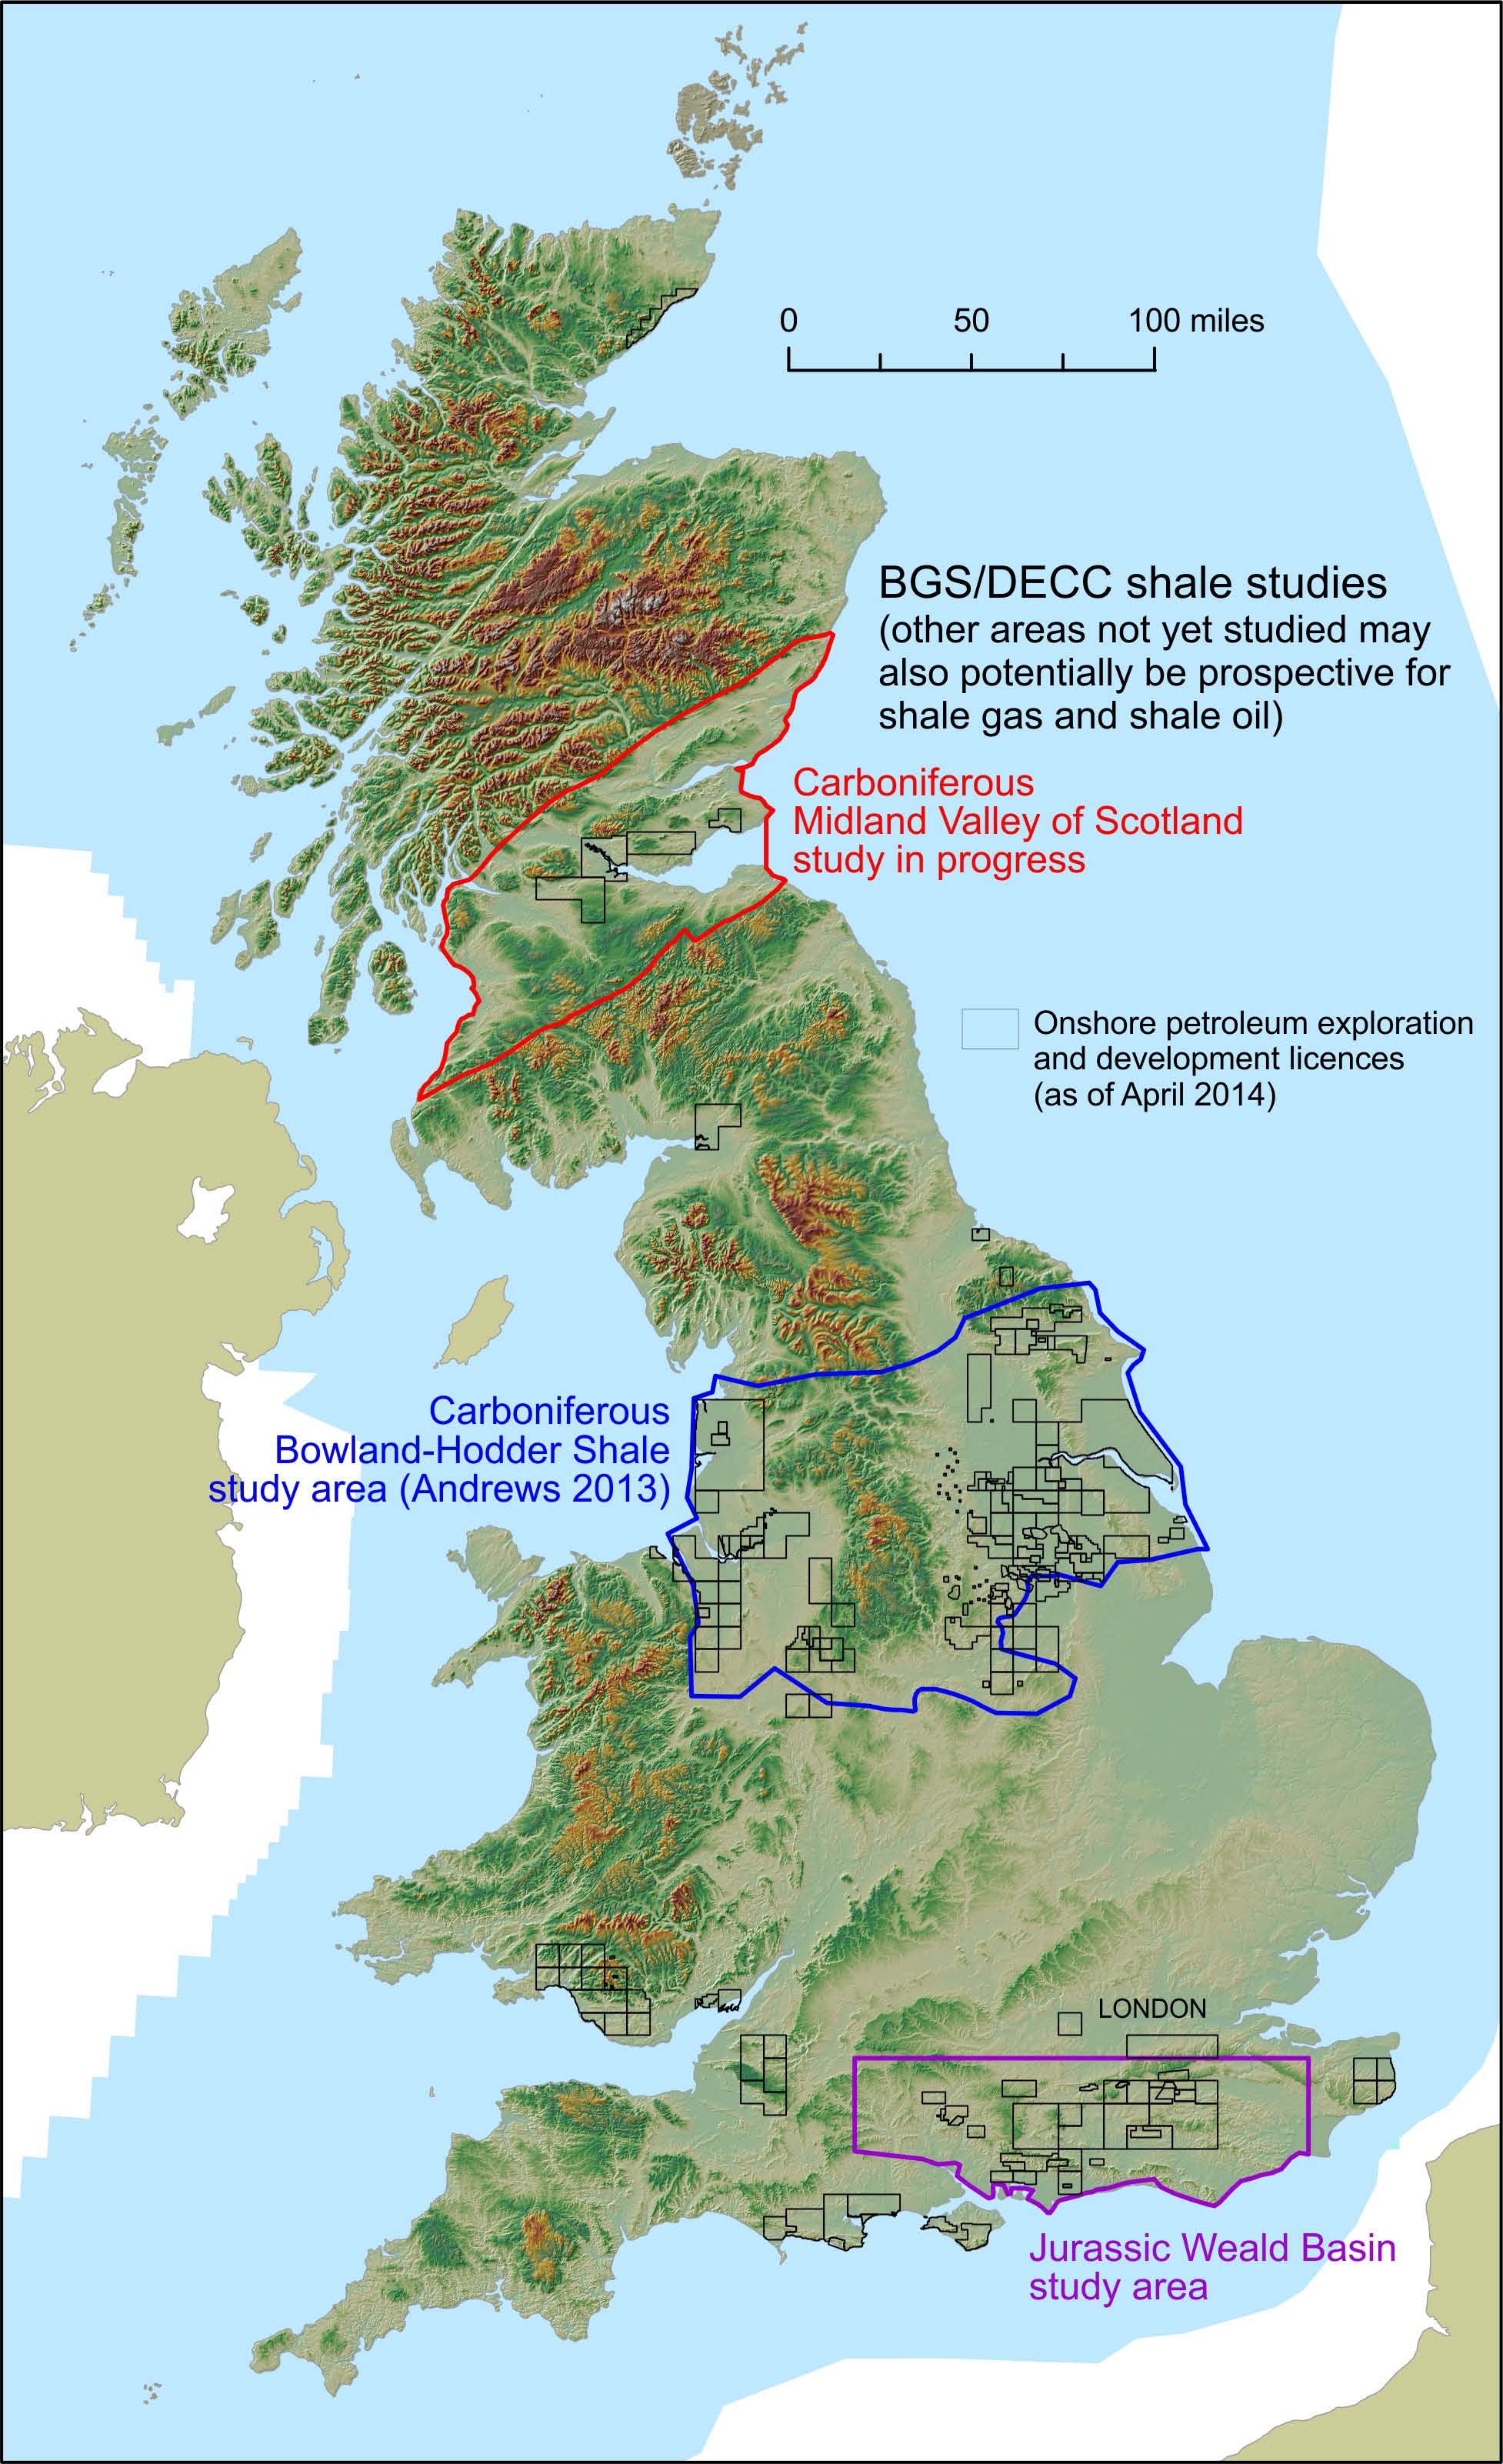 0 50 100 miles
BGS/DECC shale studies
(other areas not yet studied may
also potentially be prospective for
shale gas and shale oil)
Carboniferous
Midland Valley of Scotland
study in progress
Onshore petroleum exploration
and development licences
(as of April 2014)
Carboniferous
Bowland-Hodder Shale
study area (Andrews 2013)
LONDON
Jurassic Weald Basin
study area